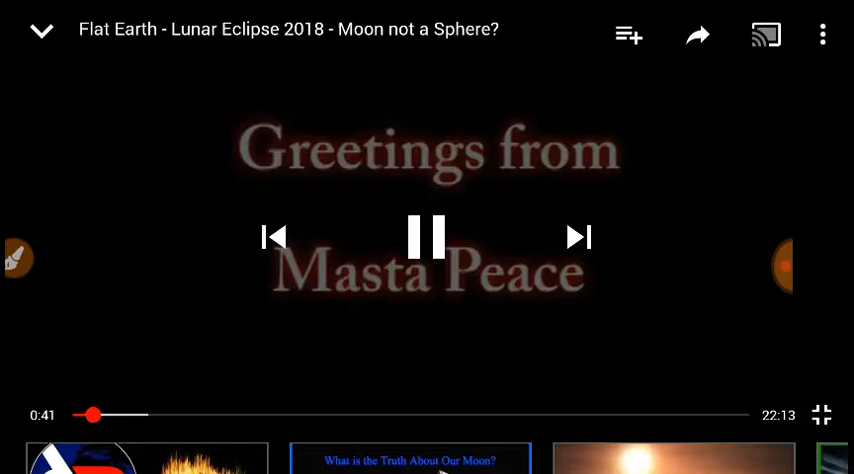 Flat Earth - Lunar Eclipse 2018 - Moon not a Sphere?
Greetings from
Masta Peace
0:41
22:13
What is the Truth About Our Moon?